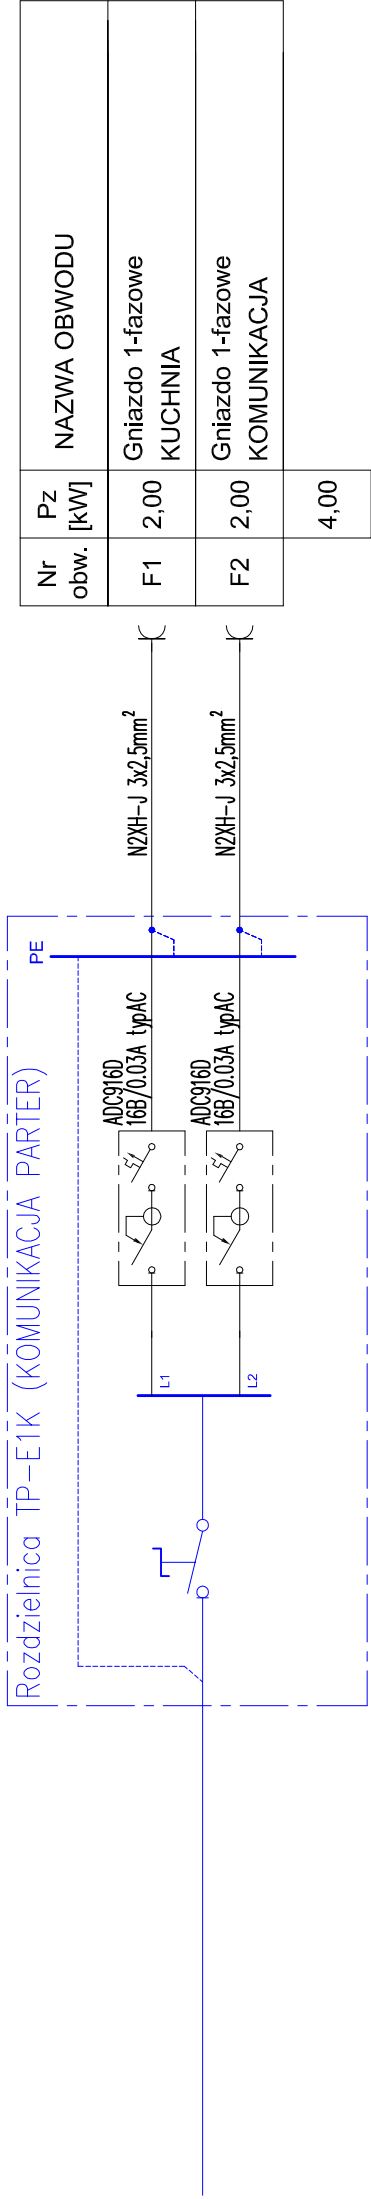 Rozdzielnica TP-E1K (KOMUNIKACJA PARTER)
PE
L1
L2
ADC916D
16B/0.03A typAC
ADC916D
16B/0.03A typAC
N2XH-J 3x2,5mm²
N2XH-J 3x2,5mm²
Nr
obw.
Pz
[kW]
NAZWA OBWODU
F1
2,00
Gniazdo 1-fazowe
KUCHNIA
F2
2,00
Gniazdo 1-fazowe
KOMUNIKACJA
4,00